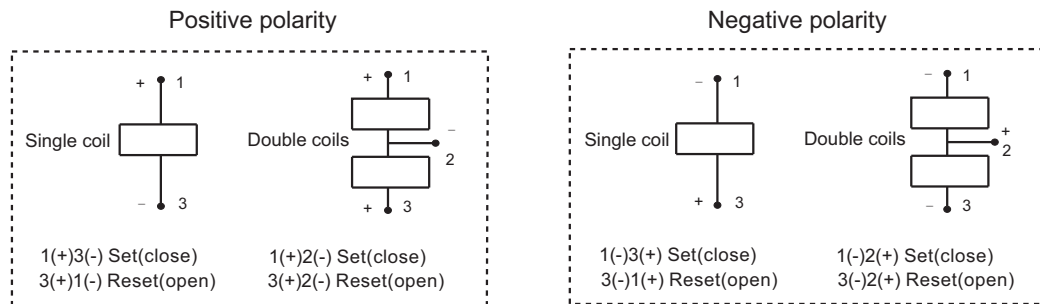 Positive polarity
+ 1
Single coil
− 3
+ 1
Double coils
−
2
+ 3
1(+)3(-) Set(close)
3(+)1(-) Reset(open)
1(+)2(-) Set(close)
3(+)2(-) Reset(open)
Negative polarity
− 1
Single coil
+ 3
− 1
Double coils
+
2
− 3
1(-)3(+) Set(close)
3(-)1(+) Reset(open)
1(-)2(+) Set(close)
3(-)2(+) Reset(open)